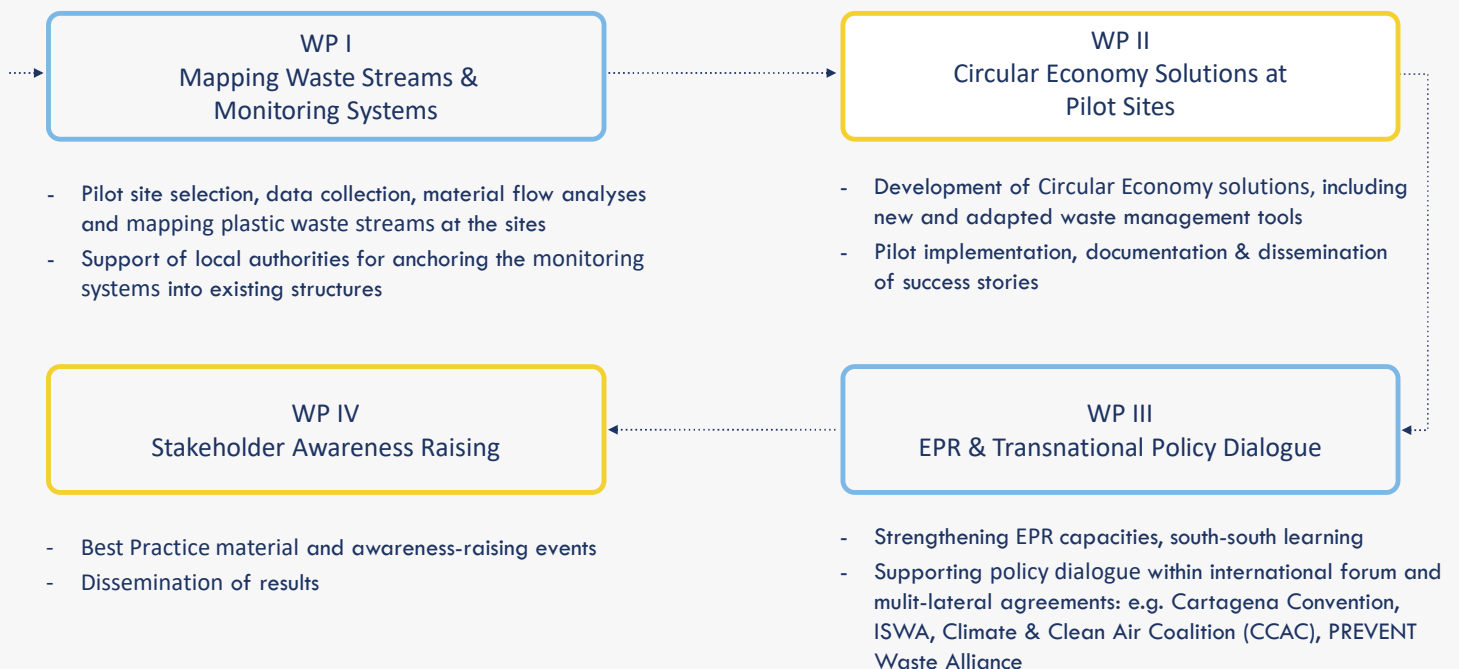 WP I
Mapping Waste Streams &
Monitoring Systems
- Pilot site selection, data collection, material flow analyses
and mapping plastic waste streams at the sites
- Support of local authorities for anchoring the monitoring
systems into existing structures
WP II
Circular Economy Solutions at
Pilot Sites
- Development of Circular Economy solutions, including
new and adapted waste management tools
- Pilot implementation, documentation & dissemination
of success stories
WP III
EPR & Transnational Policy Dialogue
- Strengthening EPR capacities, south-south learning
- Supporting policy dialogue within international forum and
mulit-lateral agreements: e.g. Cartagena Convention,
ISWA, Climate & Clean Air Coalition (CCAC), PREVENT
Waste Alliance
WP IV
Stakeholder Awareness Raising
- Best Practice material and awareness-raising events
- Dissemination of results